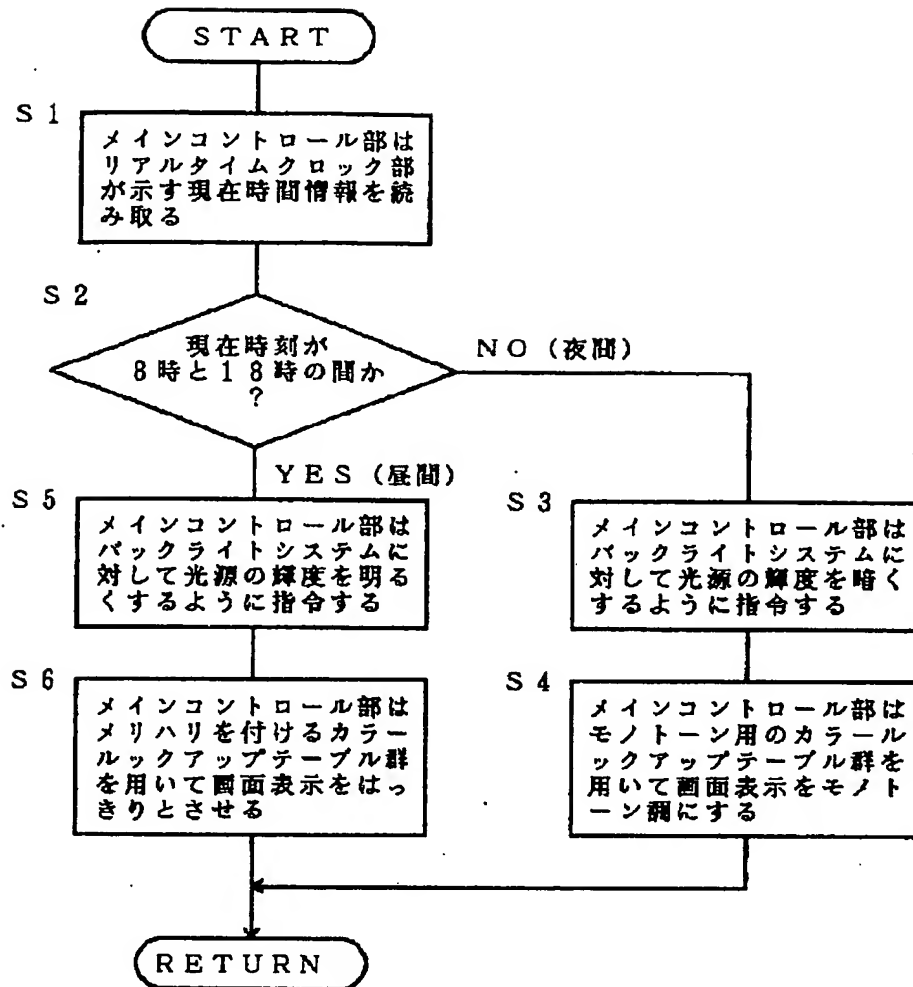 START
S1
メインコントロール部は
リアルタイムクロック部
が示す現在時間情報を読
み取る
S2
現在時刻が
8時と18時の間か
?
NO(夜間)
YES(昼間)
S5
メインコントロール部は
バックライトシステムに
対して光源の輝度を明る
くするように指令する
S3
メインコントロール部は
バックライトシステムに
対して光源の輝度を暗く
するように指令する
S6
メインコントロール部は
メリハリを付けるカラー
ルックアップテーブル群
を用いて画面表示をはっ
きりとさせる
S4
メインコントロール部は
モノトーン用のカラール
ックアップテーブル群を
用いて画面表示をモノト
ーン調にする
RETURN